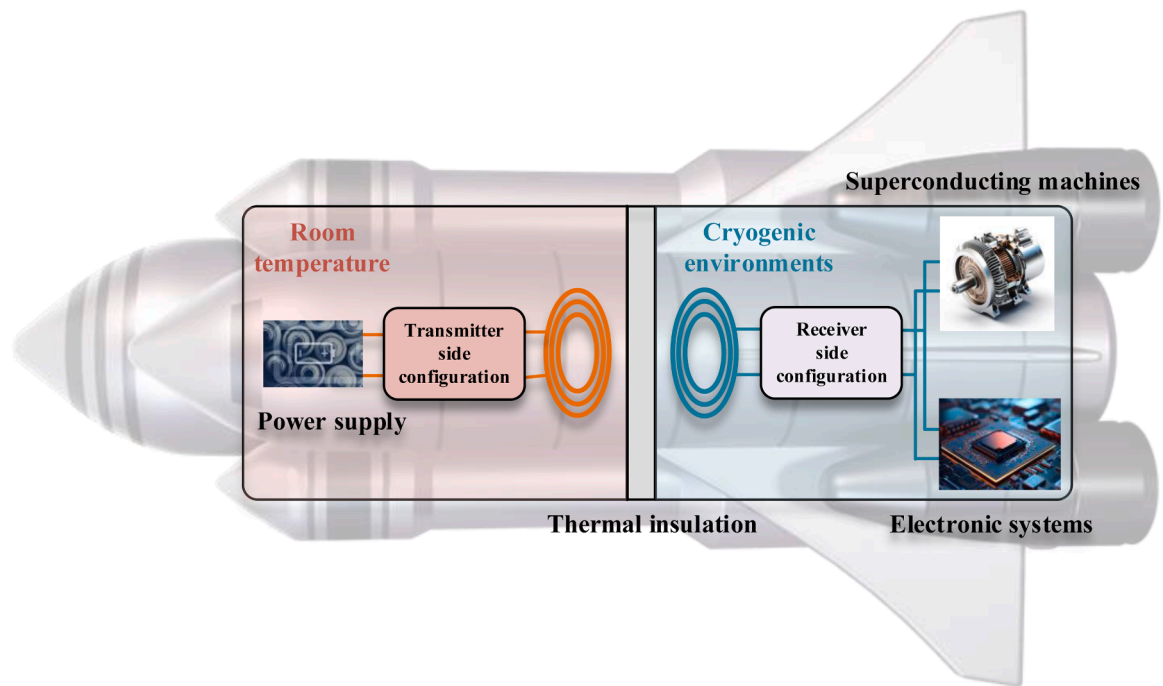 Superconducting machines
Room
temperature
Cryogenic
environments
Transmitter
side
configuration
Receiver
side
configuration
Power supply
Thermal insulation
Electronic systems